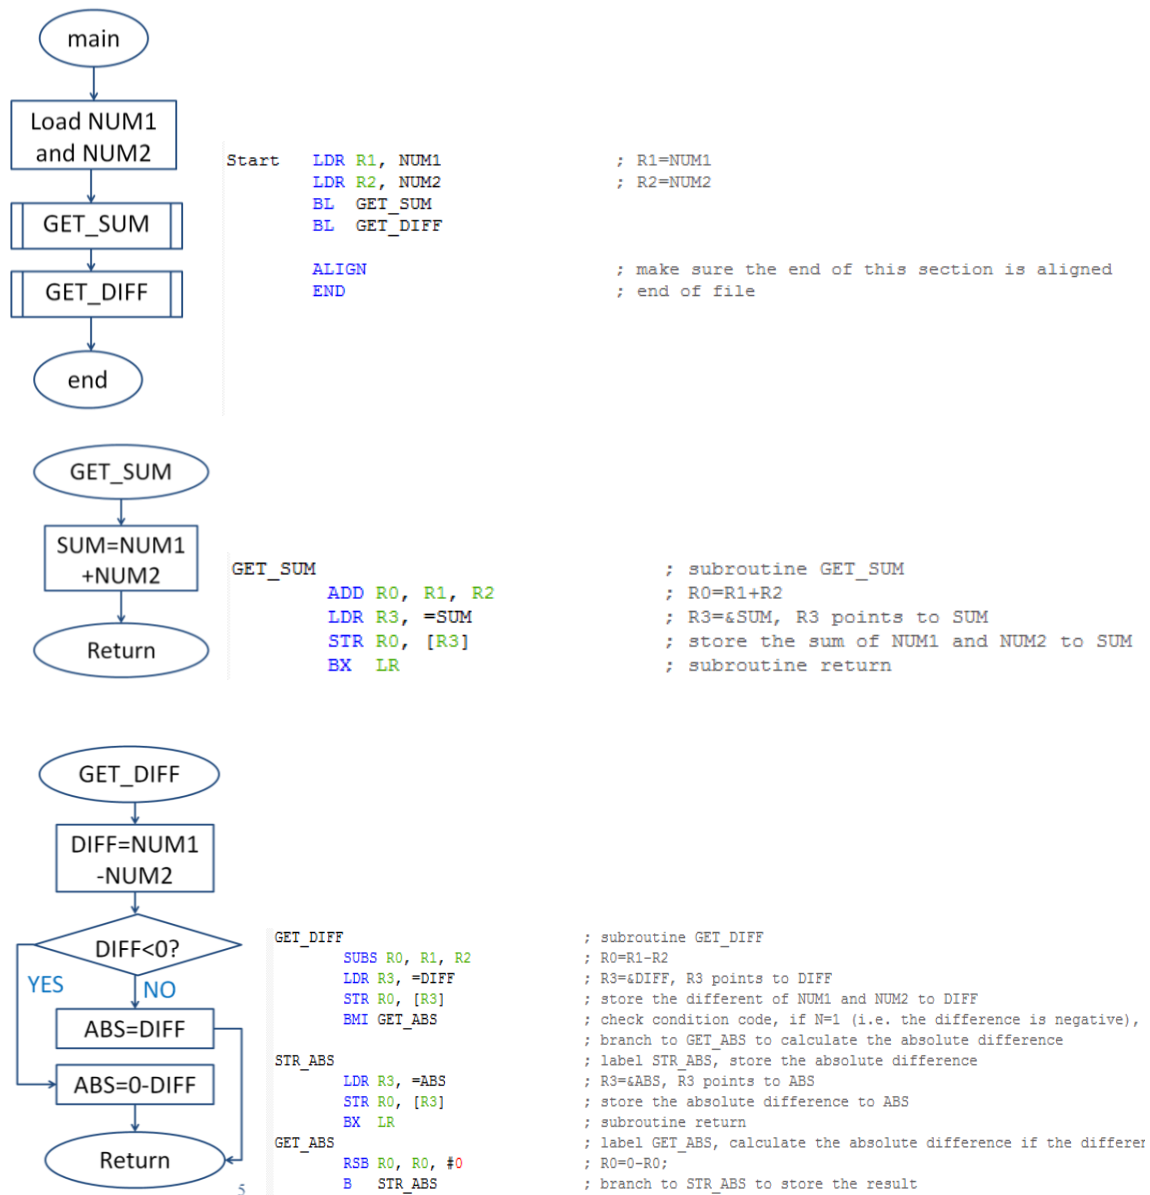 main
Load NUM1
and NUM2
GET_SUM
GET_DIFF
end
Start LDR R1, NUM1 ; R1=NUM1
LDR R2, NUM2 ; R2=NUM2
BL GET_SUM
BL GET_DIFF
ALIGN ; make sure the end of this section is aligned
END ; end of file
GET_SUM
SUM=NUM1
+NUM2
Return
GET_SUM ; subroutine GET_SUM
ADD R0, R1, R2 ; R0=R1+R2
LDR R3, =SUM ; R3=&SUM, R3 points to SUM
STR R0, [R3] ; store the sum of NUM1 and NUM2 to SUM
BX LR ; subroutine return
GET_DIFF
DIFF=NUM1
-NUM2
DIFF<0?
YES
NO
ABS=DIFF
ABS=0-DIFF
Return
GET_DIFF ; subroutine GET_DIFF
SUBS R0, R1, R2 ; R0=R1-R2
LDR R3, =DIFF ; R3=&DIFF, R3 points to DIFF
STR R0, [R3] ; store the different of NUM1 and NUM2 to DIFF
BMI GET_ABS ; check condition code, if N=1 (i.e. the difference is negative),
; branch to GET_ABS to calculate the absolute difference
STR_ABS ; label STR_ABS, store the absolute difference
LDR R3, =ABS ; R3=&ABS, R3 points to ABS
STR R0, [R3] ; store the absolute difference to ABS
BX LR ; subroutine return
GET_ABS ; label GET_ABS, calculate the absolute difference if the differer
RSB R0, R0, #0 ; R0=0-R0;
B STR_ABS ; branch to STR_ABS to store the result
5